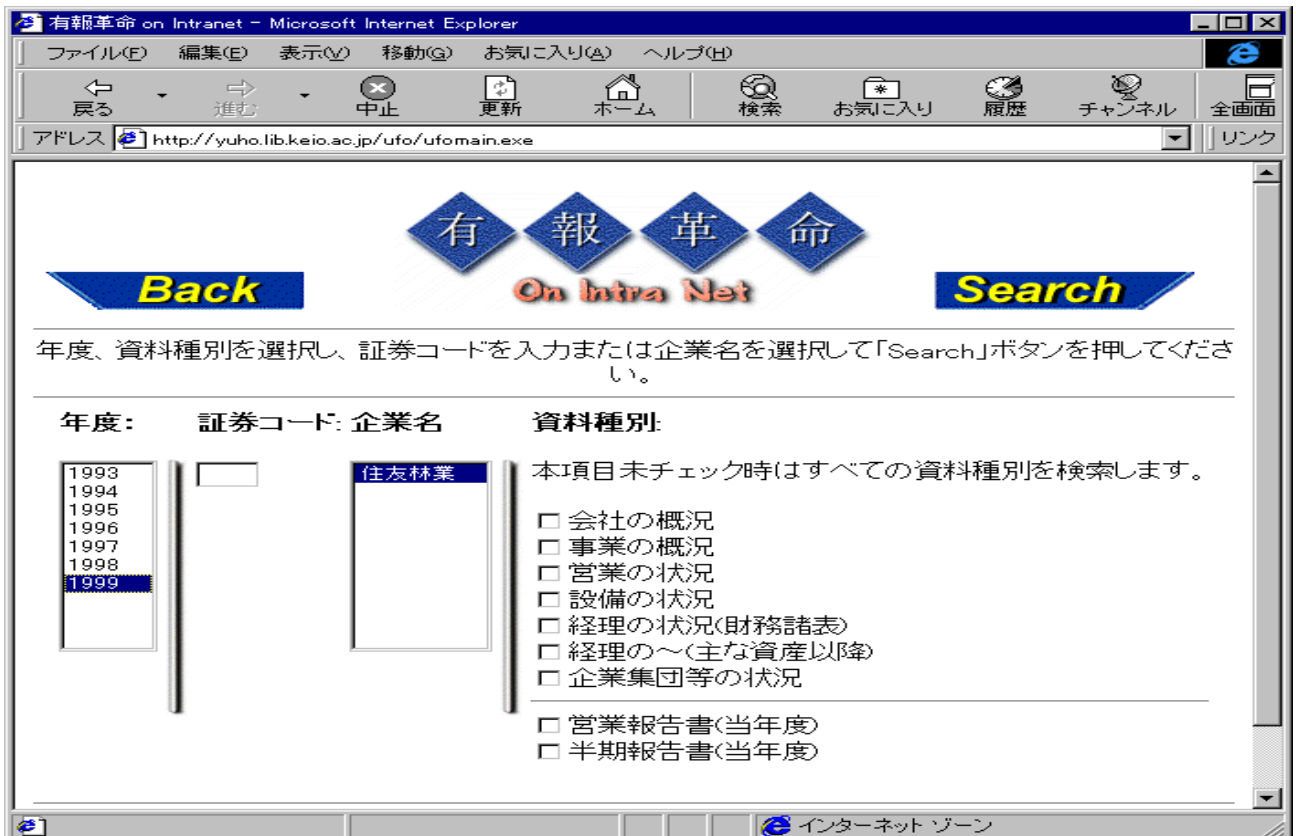 有報革命 on Intranet - Microsoft Internet Explorer
ファイル(F) 編集(E) 表示(V) 移動(G) お気に入り(A) ヘルプ(H)
戻る 進む 中止 更新 ホーム 検索 お気に入り 履歴 チャンネル 全画面
アドレス http://yuho.lib.keio.ac.jp/ufo/ufomain.exe リンク
有報革命
Back On Intra Net Search
年度、資料種別を選択し、証券コードを入力または企業名を選択して「Search」ボタンを押してくださ
い。
年度: 証券コード: 企業名 資料種別:
1993 住友林業 本項目未チェック時はすべての資料種別を検索します。
1994
1995
1996
1997
1998
1999
会社の概況
事業の概況
営業の状況
設備の状況
経理の状況(財務諸表)
経理の～(主な資産以降)
企業集団等の状況
営業報告書(当年度)
半期報告書(当年度)
インターネット ゾーン